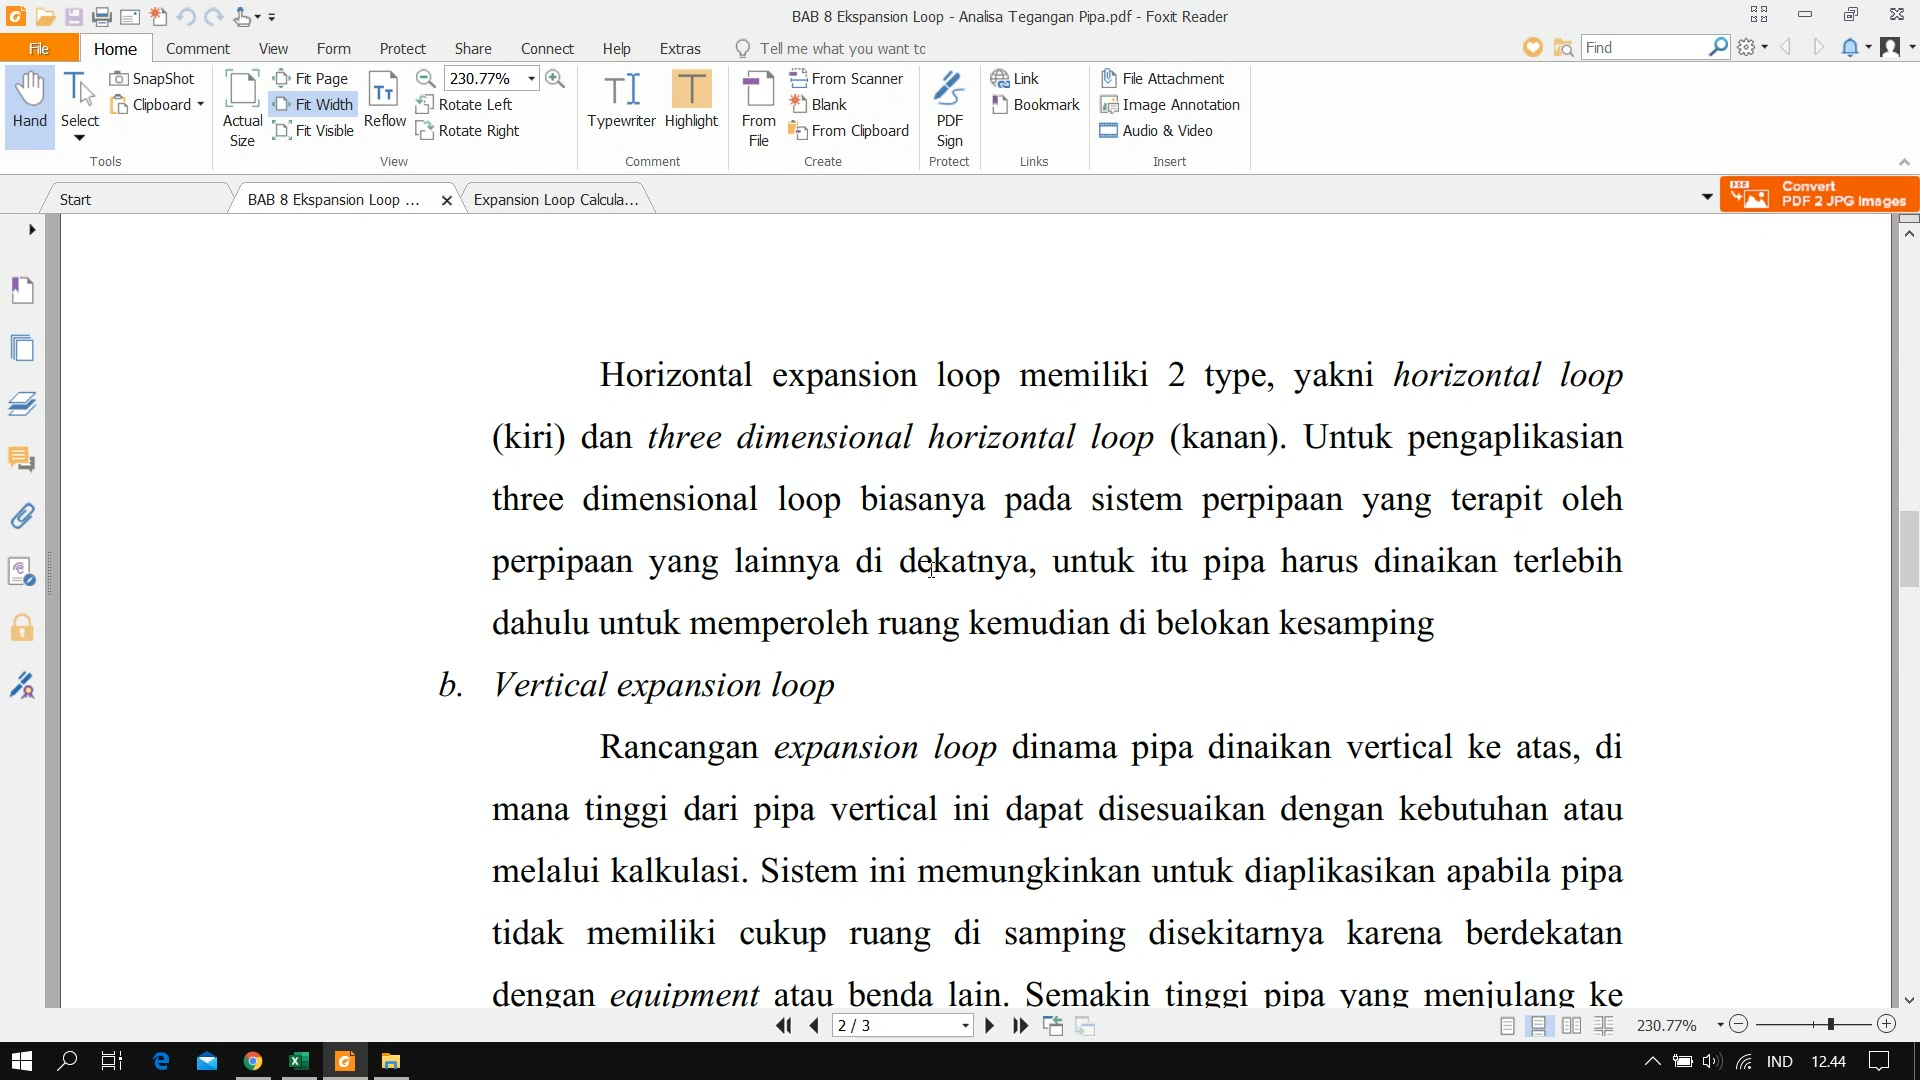 BAB 8 Ekspansion Loop - Analisa Tegangan Pipa.pdf - Foxit Reader
File Home Comment View Form Protect Share Connect Help Extras Tell me what you want to Find
Hand
Select
SnapShot
Clipboard
Tools
Actual Size
Fit Page
Fit Width
Fit Visible
Reflow
230.77%
Rotate Left
Rotate Right
View
Typewriter
Highlight
Comment
From File
From Scanner
Blank
From Clipboard
Create
PDF Sign
Protect
Link
Bookmark
Links
File Attachment
Image Annotation
Audio & Video
Insert
Start
BAB 8 Ekspansion Loop ...
Expansion Loop Calcula...
PDF
Convert
PDF 2 JPG Images
Horizontal expansion loop memiliki 2 type, yakni horizontal loop
(kiri) dan three dimensional horizontal loop (kanan). Untuk pengaplikasian
three dimensional loop biasanya pada sistem perpipaan yang terapit oleh
perpipaan yang lainnya di dekatnya, untuk itu pipa harus dinaikan terlebih
dahulu untuk memperoleh ruang kemudian di belokan kesamping
b. Vertical expansion loop
Rancangan expansion loop dinama pipa dinaikan vertical ke atas, di
mana tinggi dari pipa vertical ini dapat disesuaikan dengan kebutuhan atau
melalui kalkulasi. Sistem ini memungkinkan untuk diaplikasikan apabila pipa
tidak memiliki cukup ruang di samping disekitarnya karena berdekatan
dengan equipment atau benda lain. Semakin tinggi pipa yang menjulang ke
2 / 3
230.77%
IND 12.44